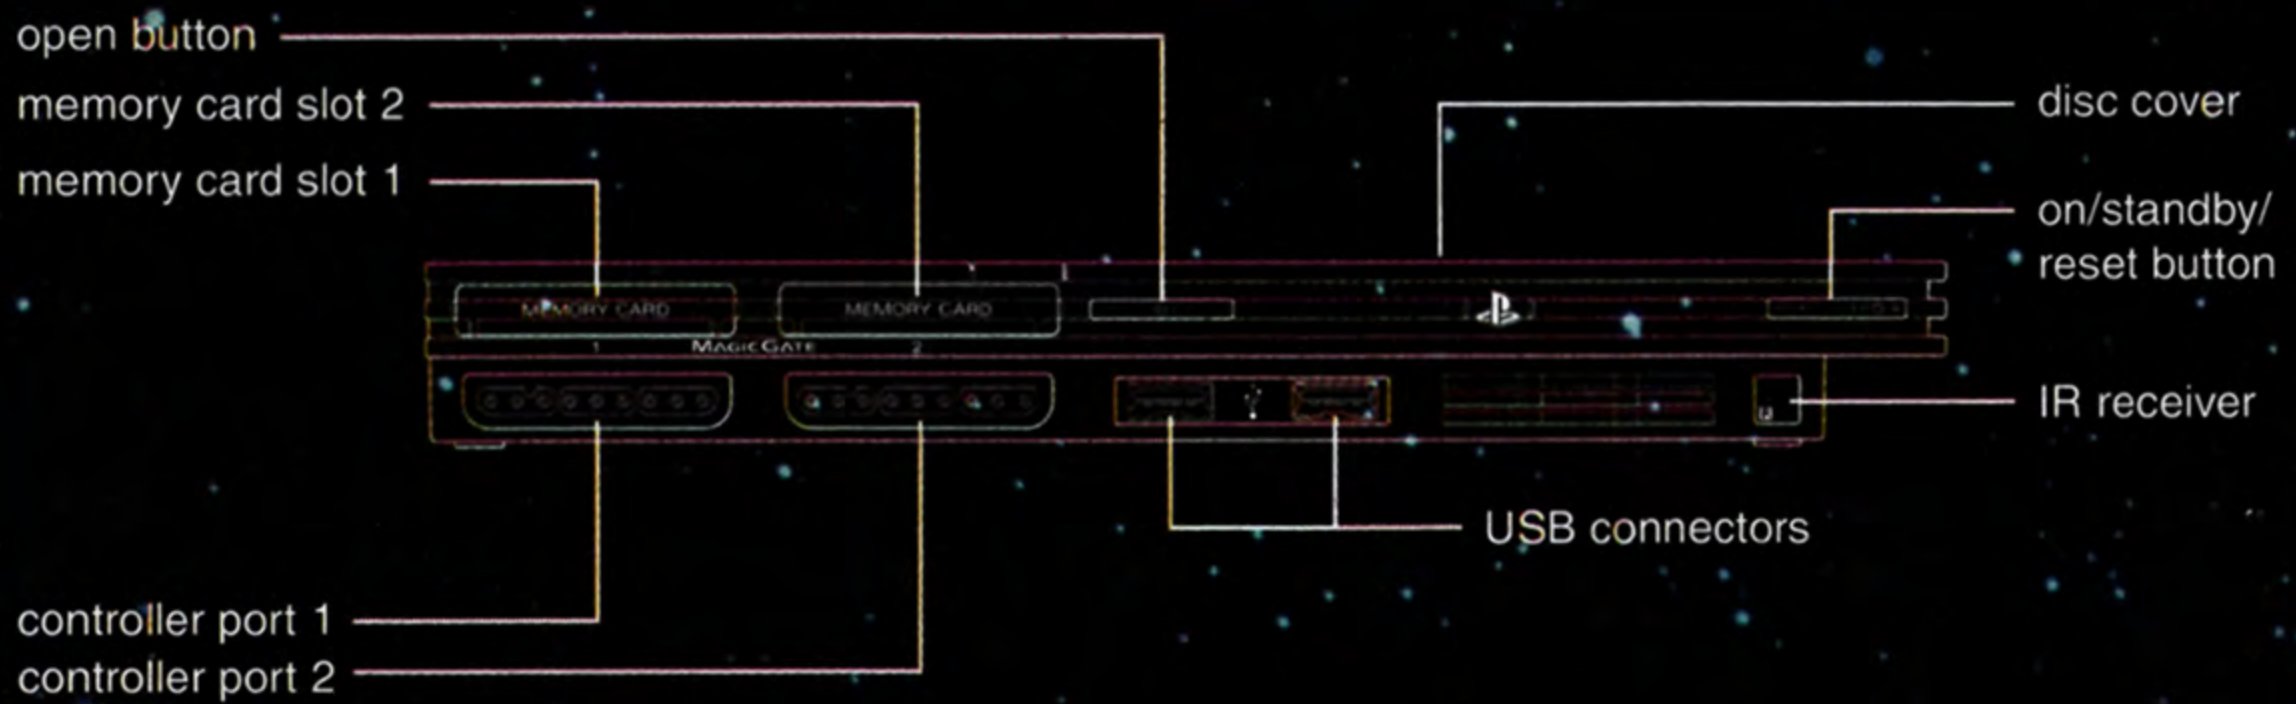 open button
memory card slot 2
memory card slot 1
disc cover
on/standby/
reset button
MEMORY CARD
MEMORY CARD
1
MAGICGATE
2
IR receiver
USB connectors
controller port 1
controller port 2